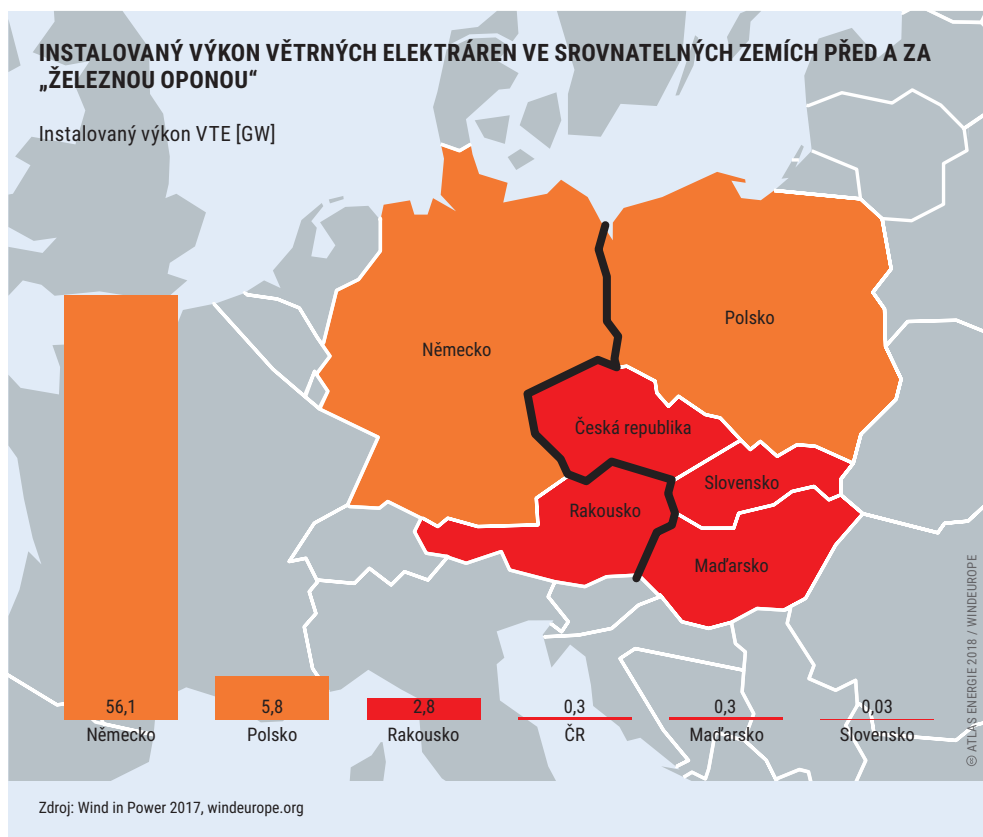 INSTALOVANÝ VÝKON VĚTRNÝCH ELEKTRÁREN VE SROVNATELNÝCH ZEMÍCH PŘED A ZA
„ŽELEZNOU OPONOU“
Instalovaný výkon VTE [GW]
Polsko
Německo
Česká republika
Slovensko
Rakousko
Maďarsko
56,1
5,8
2,8
0,3
0,3
0,03
Německo
Polsko
Rakousko
ČR
Maďarsko
Slovensko
© ATLAS ENERGIE 2018 / WINDEUROPE
Zdroj: Wind in Power 2017, windeurope.org